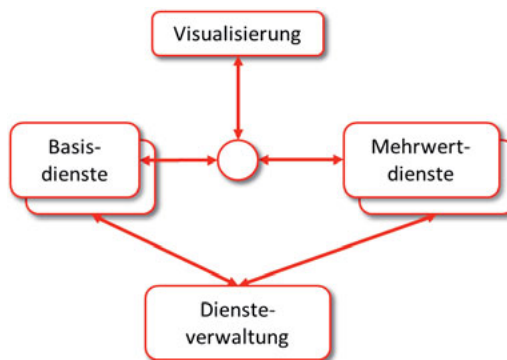 Visualisierung
Basis-
dienste
Mehrwert-
dienste
Dienste-
verwaltung